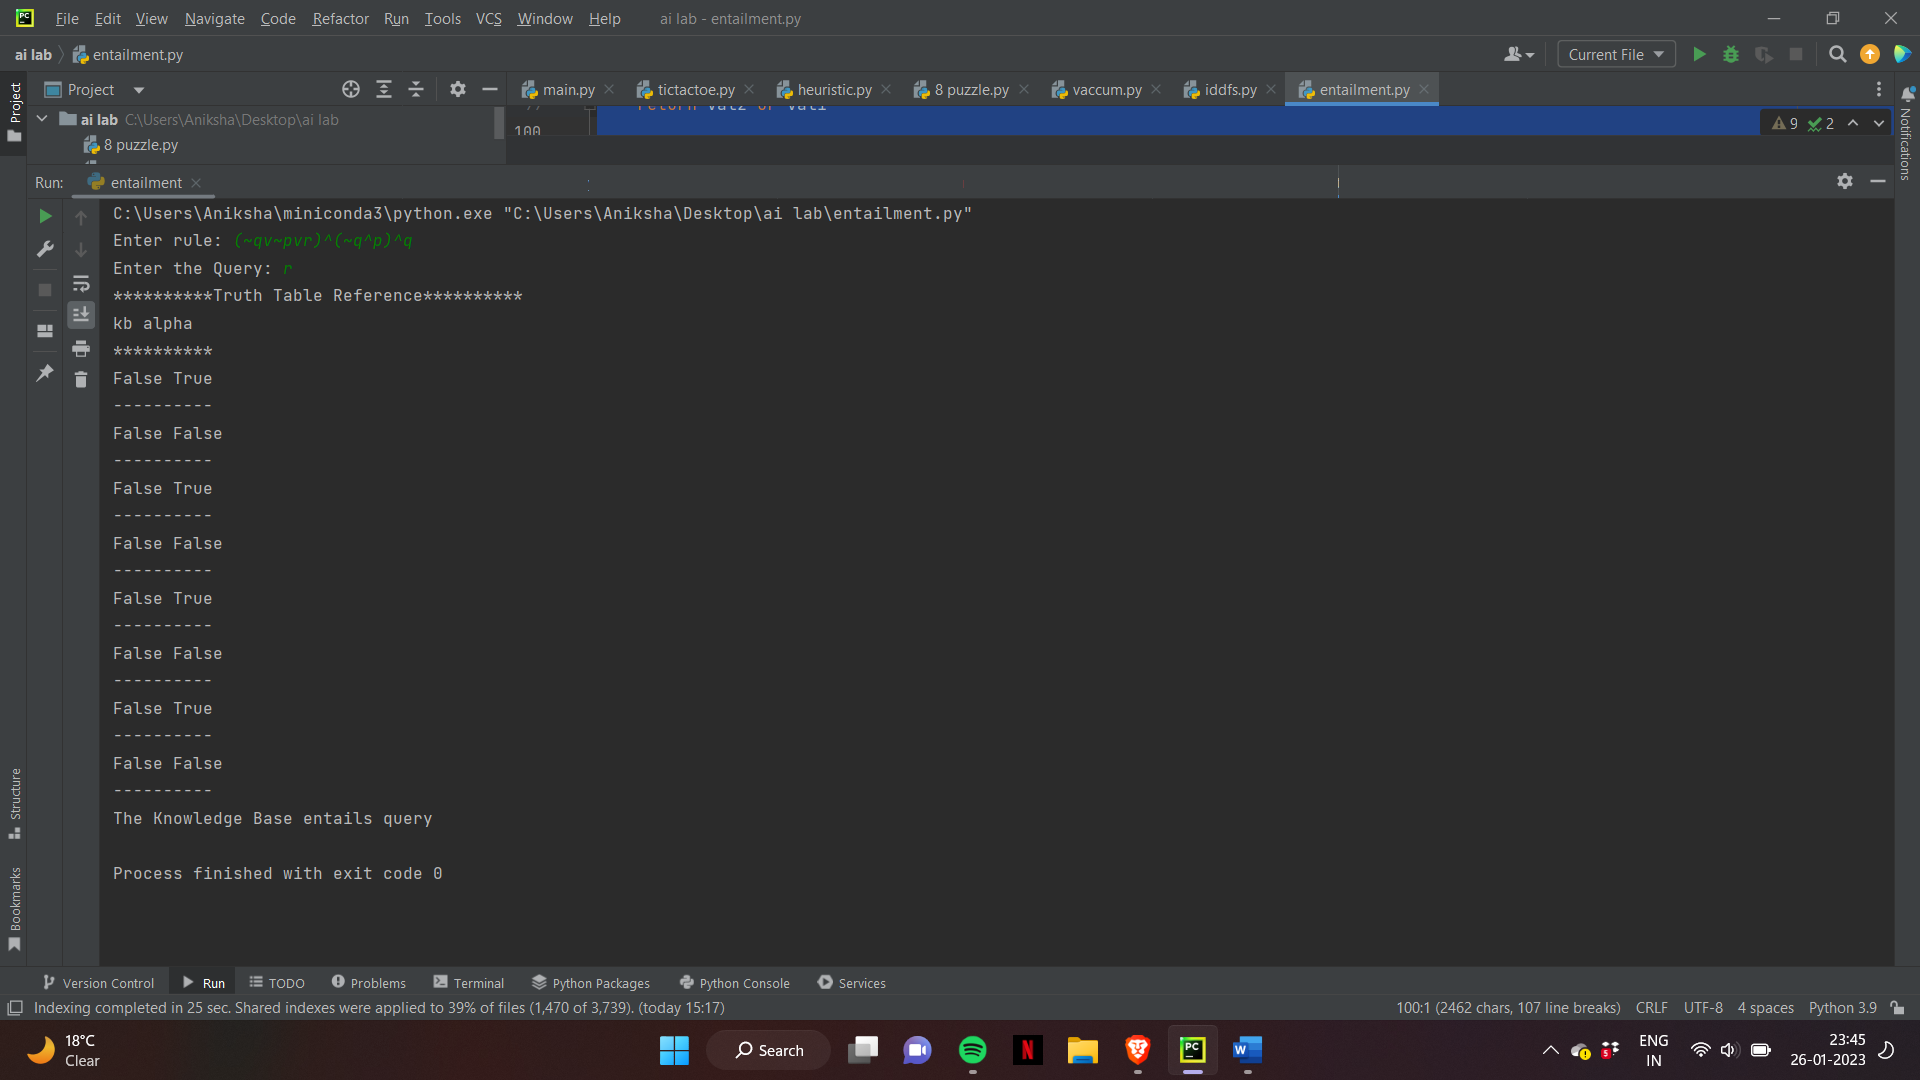 File Edit View Navigate Code Refactor Run Tools VCS Window Help ai lab - entailment.py
ai lab entailment.py Current File
Project main.py tictactoe.py heuristic.py 8 puzzle.py vaccum.py iddfs.py entailment.py
ai lab C:\Users\Aniksha\Desktop\ai lab
100 9 2
8 puzzle.py
Project
Notifications
Run: entailment
C:\Users\Aniksha\miniconda3\python.exe "C:\Users\Aniksha\Desktop\ai lab\entailment.py"
Enter rule: (~qv~pvr)^(~q^p)^q
Enter the Query: r
**********Truth Table Reference**********
kb alpha
**********
False True
----------
False False
----------
False True
----------
False False
----------
False True
----------
False False
----------
False True
----------
False False
----------
The Knowledge Base entails query
Process finished with exit code 0
Structure
Bookmarks
Version Control Run TODO Problems Terminal Python Packages Python Console Services
Indexing completed in 25 sec. Shared indexes were applied to 39% of files (1,470 of 3,739). (today 15:17) 100:1 (2462 chars, 107 line breaks) CRLF UTF-8 4 spaces Python 3.9
18°C
Clear
Search
ENG
IN
23:45
26-01-2023